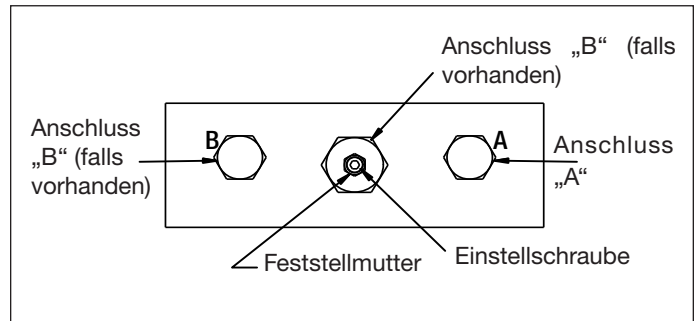 Anschluss „B“ (falls
vorhanden)
Anschluss
„B“ (falls
vorhanden)
B
A
Anschluss
„A“
Feststellmutter
Einstellschraube